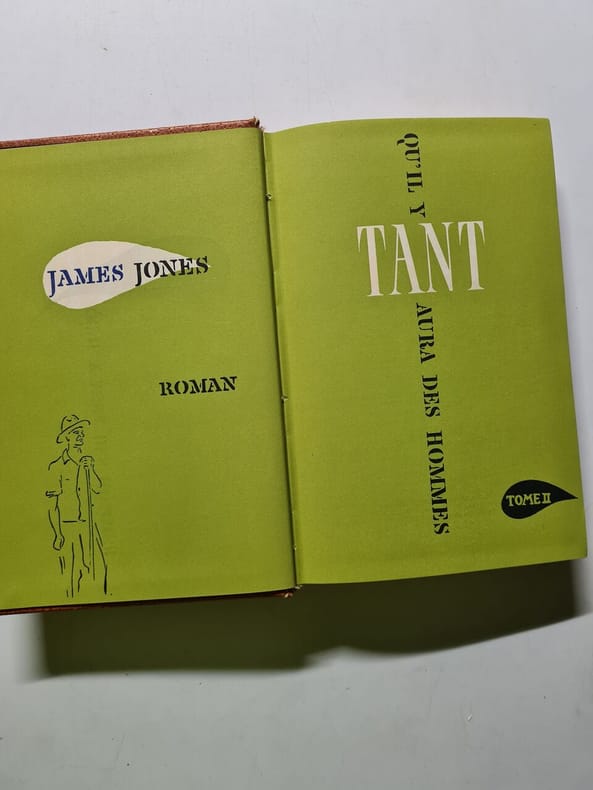 JAMES JONES
ROMAN
QU'IL Y
TANT
AURA DES HOMMES
TOME II